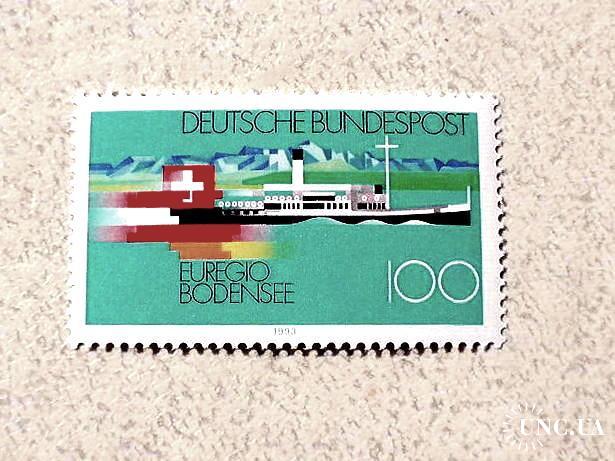 DEUTSCHE BUNDESPOST
EUREGIO
BODENSEE
100
1993
UNC.UA